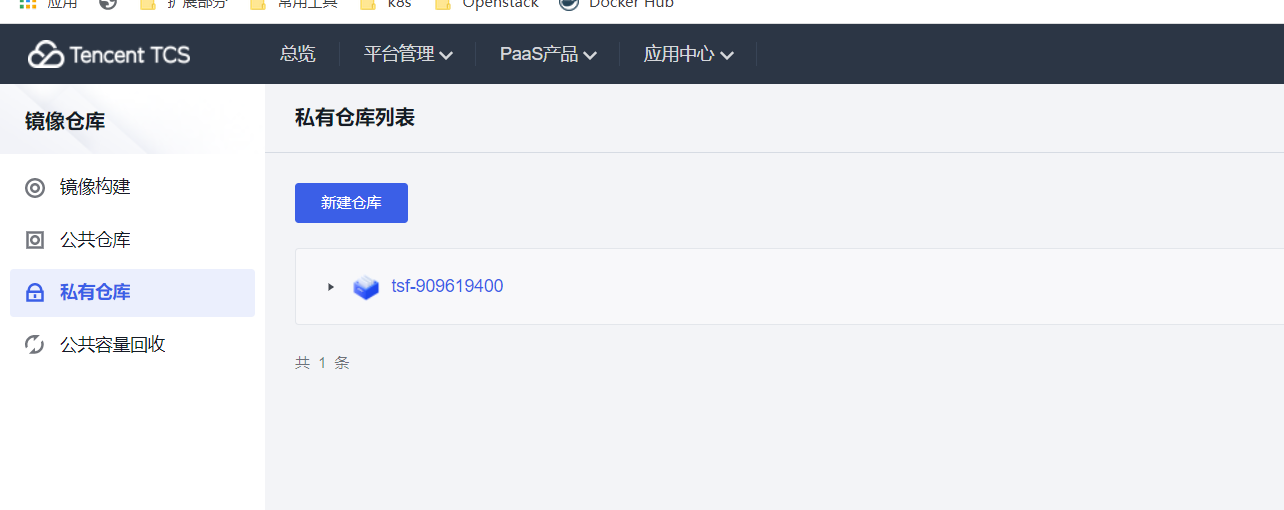 应用 扩展部分 常用工具 k8s Openstack Docker Hub
Tencent TCS 总览 平台管理 PaaS产品 应用中心
镜像仓库
私有仓库列表
镜像构建
新建仓库
公共仓库
私有仓库
tsf-909619400
公共容量回收
共 1 条